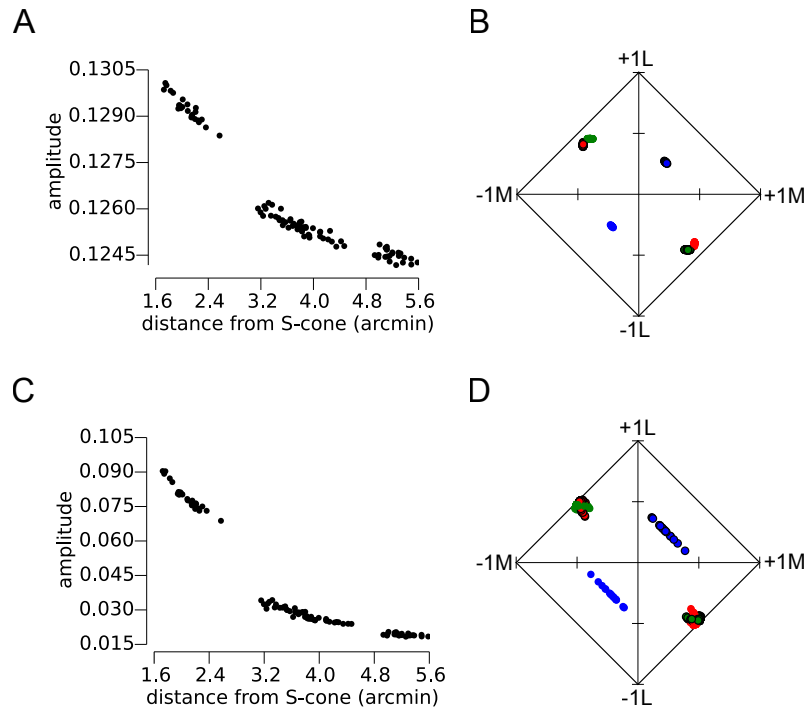 A
B
0.1305
0.1290
0.1275
0.1260
0.1245
amplitude
1.6 2.4 3.2 4.0 4.8 5.6
distance from S-cone (arcmin)
+1L
-1M
+1M
-1L
C
D
0.105
0.090
0.075
0.060
0.045
0.030
0.015
amplitude
1.6 2.4 3.2 4.0 4.8 5.6
distance from S-cone (arcmin)
+1L
-1M
+1M
-1L